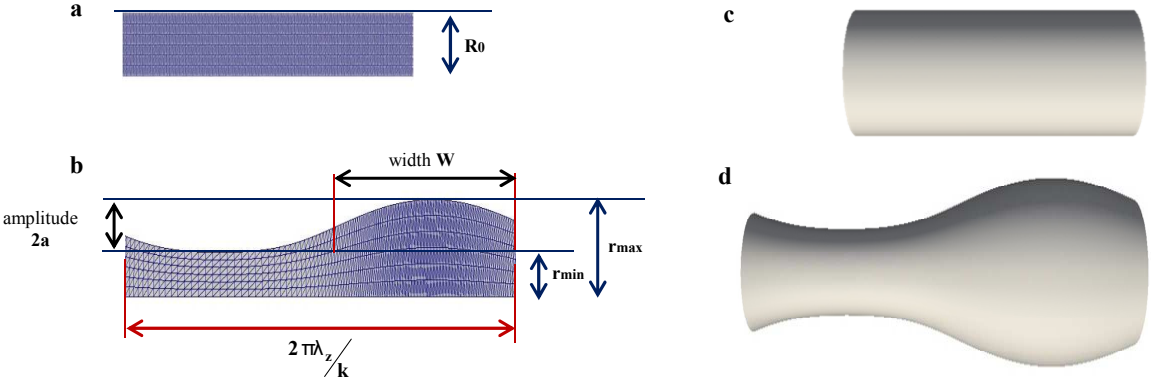 a
R0
c
b
width W
d
amplitude
2a
rmax
rmin
2 πλz/k